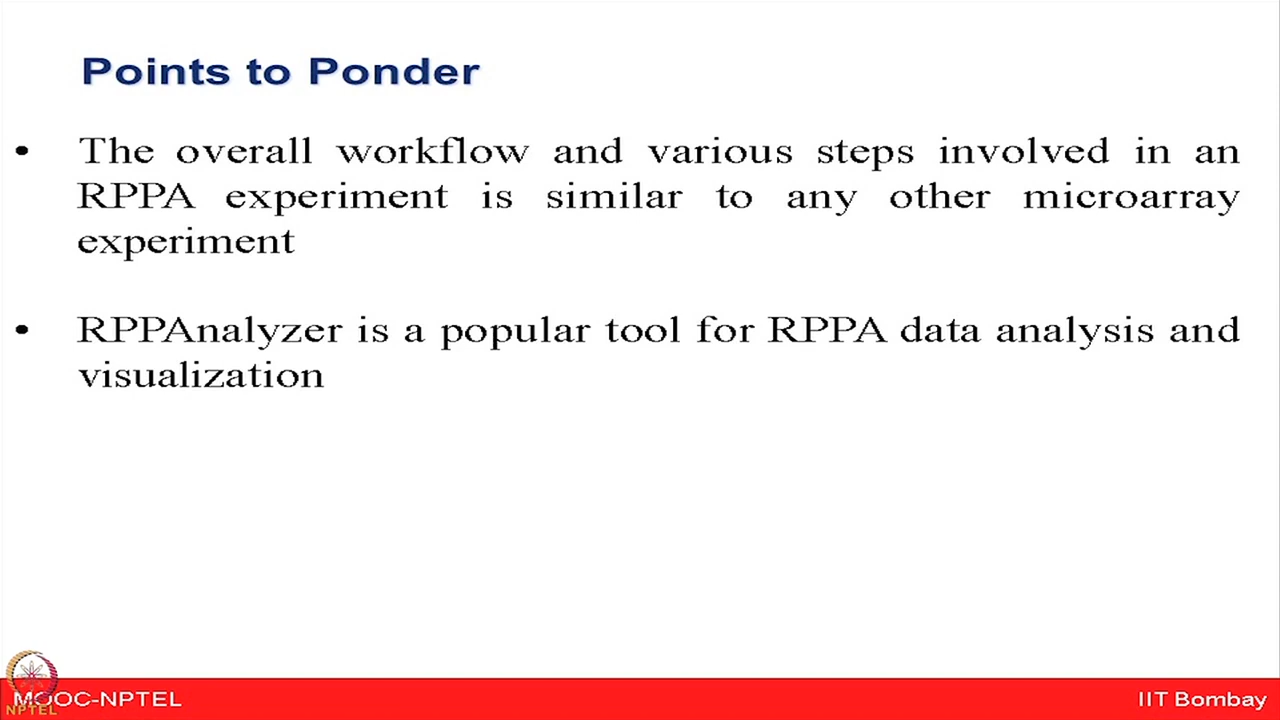 Points to Ponder
• The overall workflow and various steps involved in an
RPPA experiment is similar to any other microarray
experiment
• RPPAnalyzer is a popular tool for RPPA data analysis and
visualization
MOOC-NPTEL
IIT Bombay
NPTEL